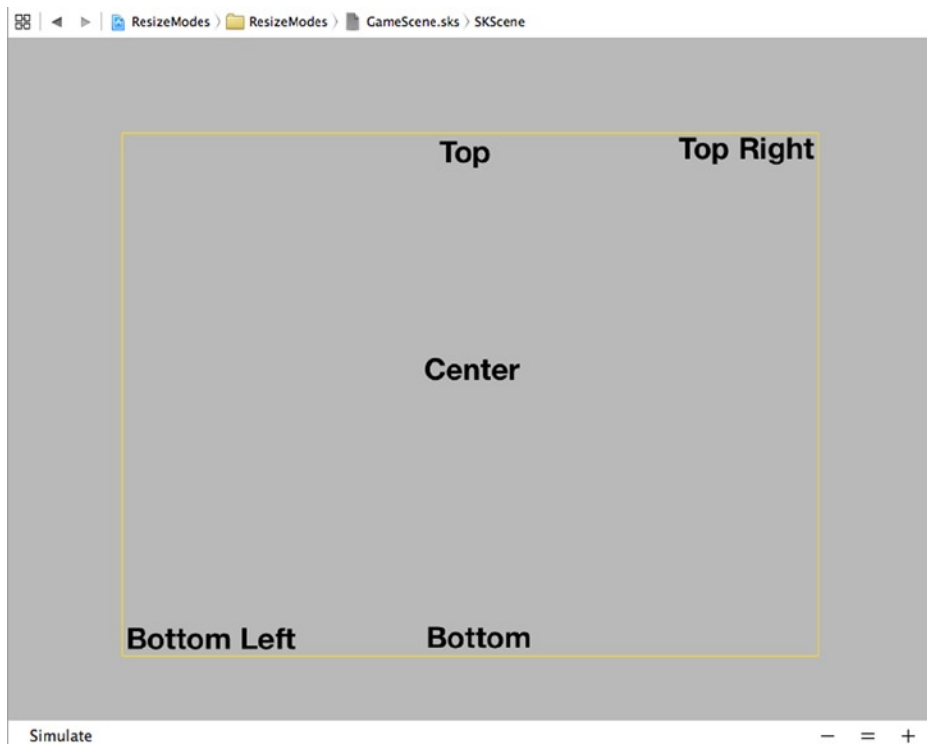 ResizeModes ResizeModes GameScene.sks SKScene
Top Top Right
Center
Bottom Left Bottom
Simulate − = +